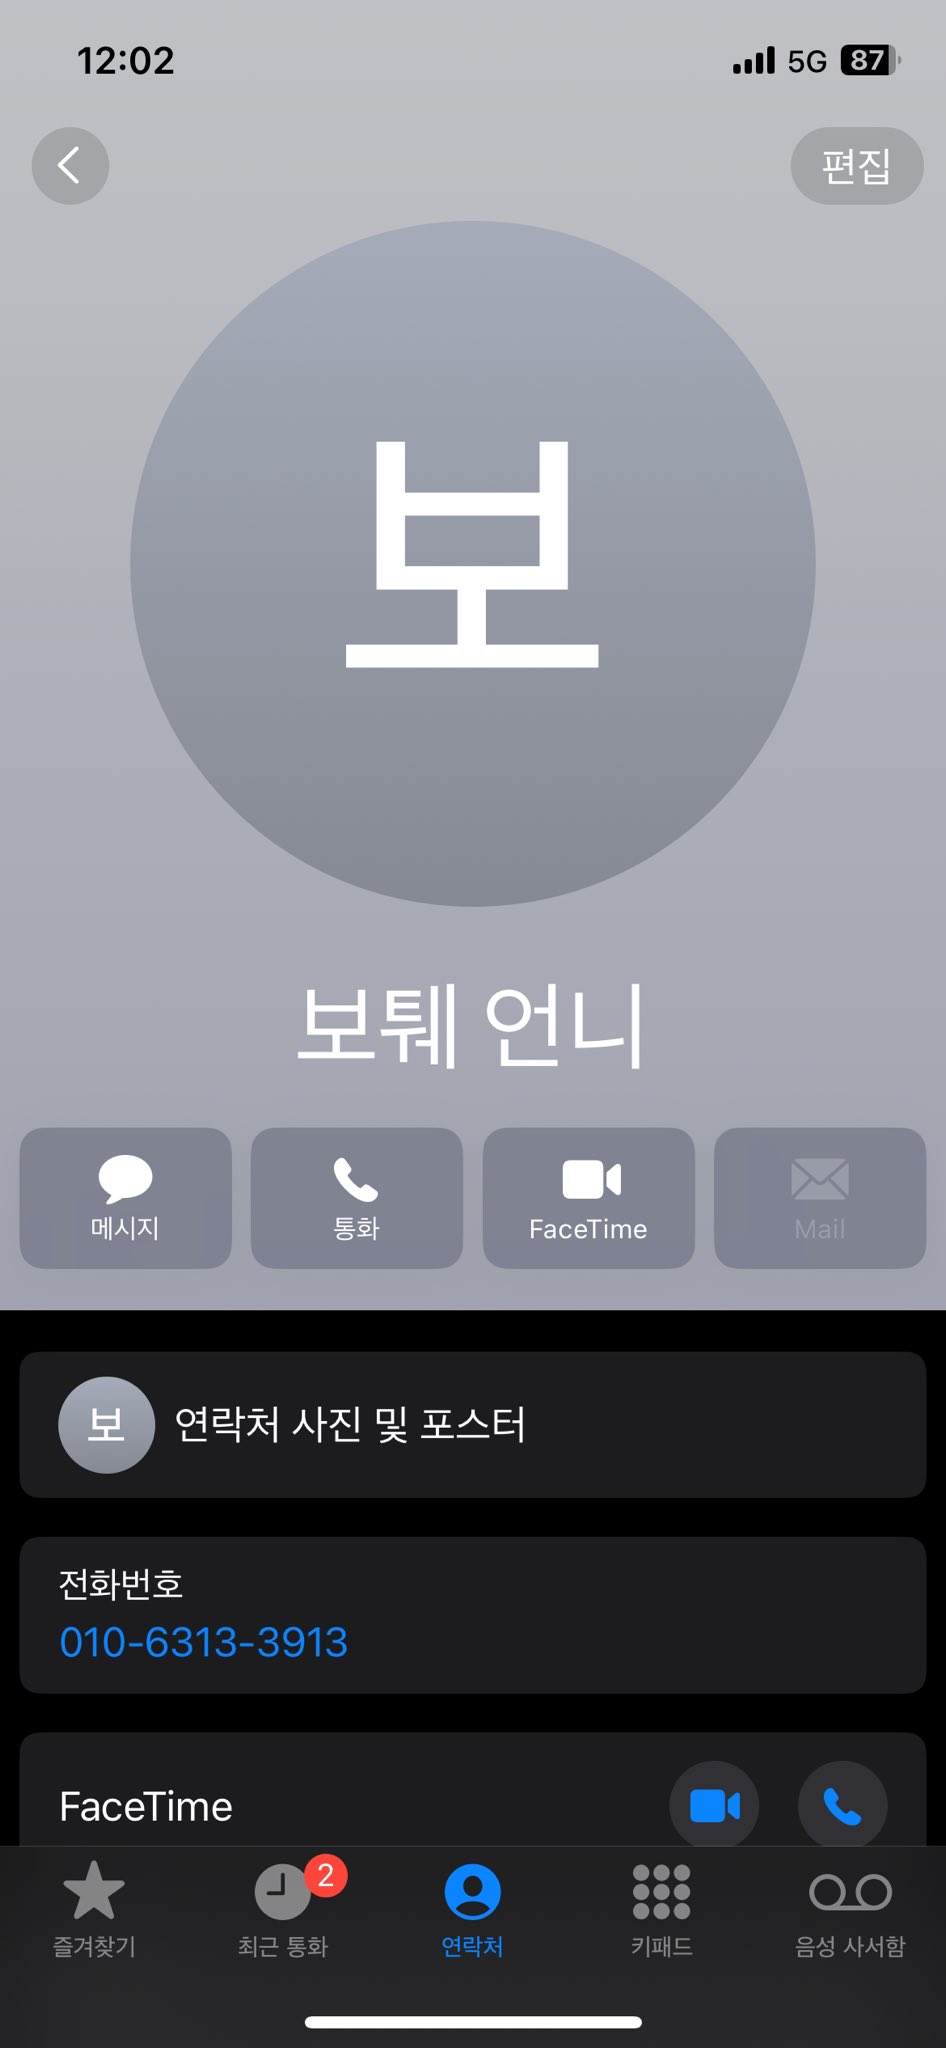 12:02
5G 87
편집
보
보퉤 언니
메시지
통화
FaceTime
Mail
보 연락처 사진 및 포스터
전화번호
010-6313-3913
FaceTime
2
즐겨찾기
최근 통화
연락처
키패드
음성 사서함